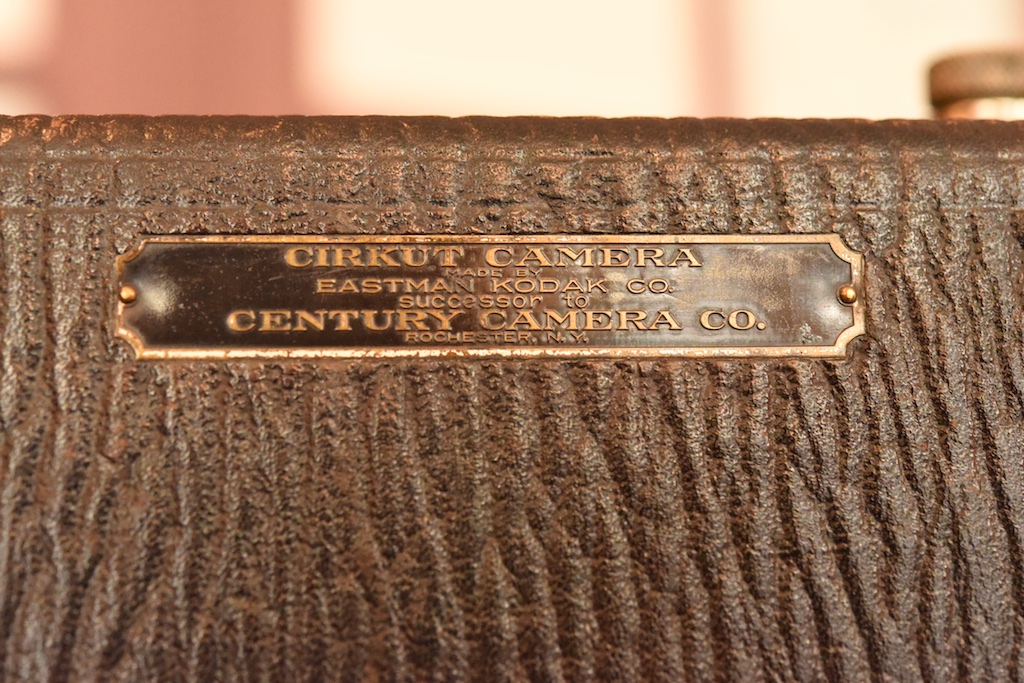 CIRKUT CAMERA
MADE BY
EASTMAN KODAK CO.
successor to
CENTURY CAMERA CO.
ROCHESTER, N.Y.